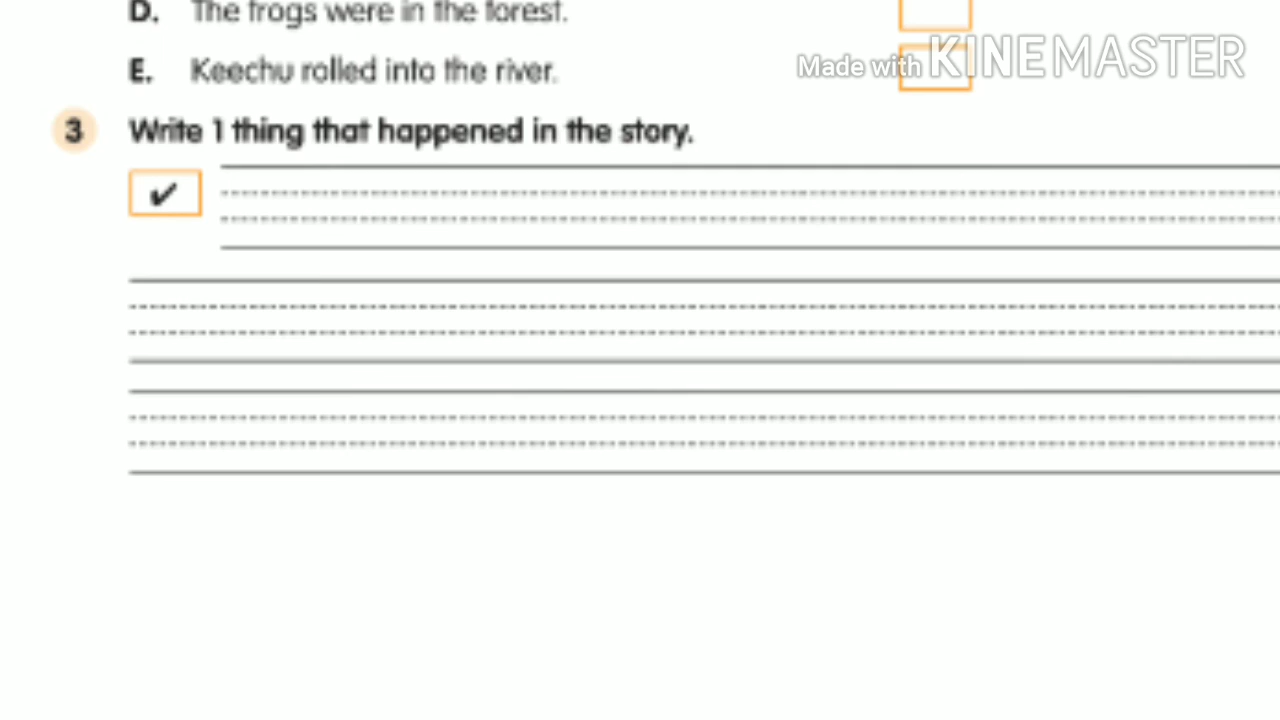 D. The frogs were in the forest.
E. Keechu rolled into the river.
Made with KINEMASTER
3 Write 1 thing that happened in the story.
✔